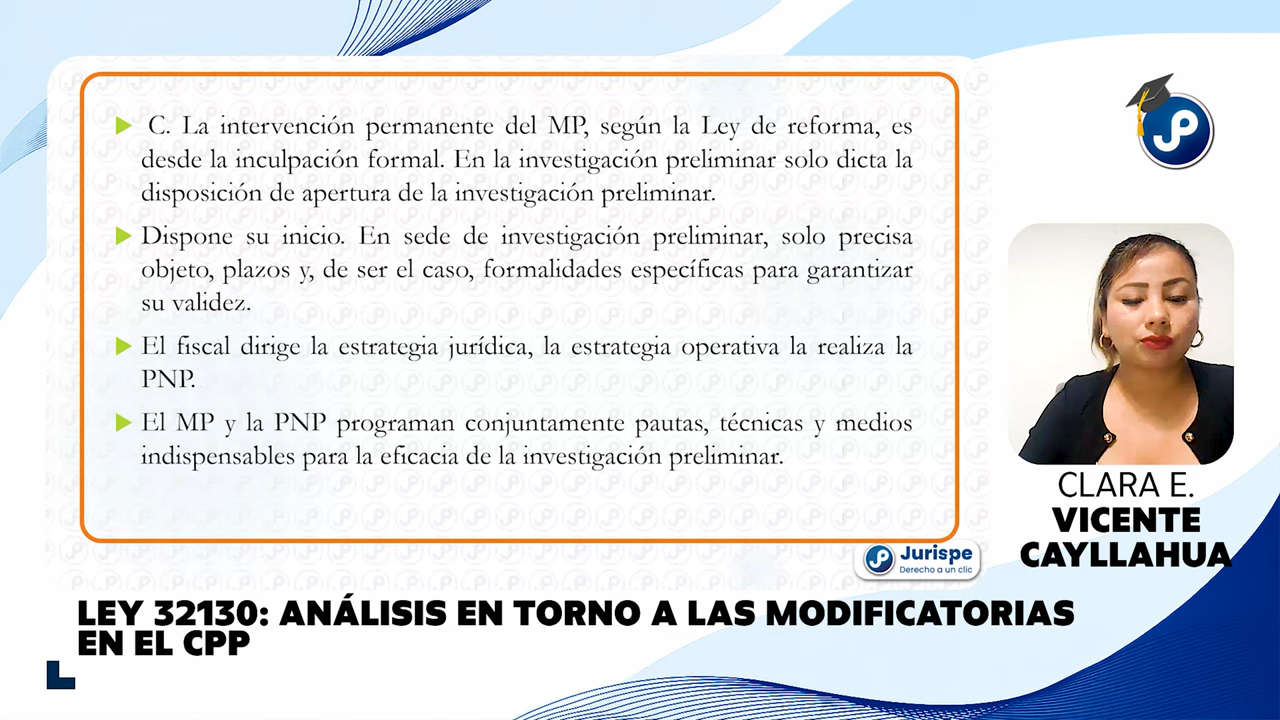 C. La intervención permanente del MP, según la Ley de reforma, es
desde la inculpación formal. En la investigación preliminar solo dicta la
disposición de apertura de la investigación preliminar.
Dispone su inicio. En sede de investigación preliminar, solo precisa
objeto, plazos y, de ser el caso, formalidades específicas para garantizar
su validez.
El fiscal dirige la estrategia jurídica, la estrategia operativa la realiza la
PNP.
El MP y la PNP programan conjuntamente pautas, técnicas y medios
indispensables para la eficacia de la investigación preliminar.
JP
CLARA E.
VICENTE
CAYLLAHUA
JP
Jurispe
Derecho a un clic
LEY 32130: ANÁLISIS EN TORNO A LAS MODIFICATORIAS
EN EL CPP